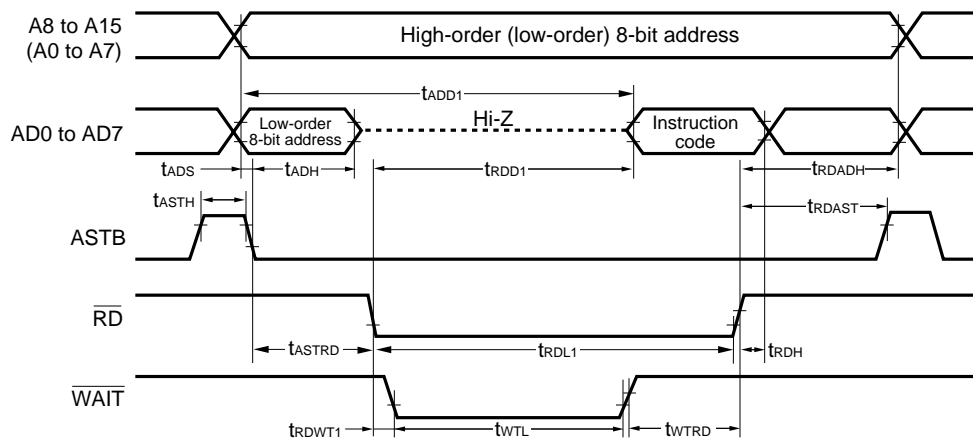 A8 to A15
(A0 to A7)
High-order (low-order) 8-bit address
tADD1
AD0 to AD7
Low-order
8-bit address
Hi-Z
Instruction
code
tADS
tADH
tRDD1
tRDADH
tASTH
tRDAST
ASTB
RD
tASTRD
tRDL1
tRDH
WAIT
tRDWT1
tWTL
tWTRD